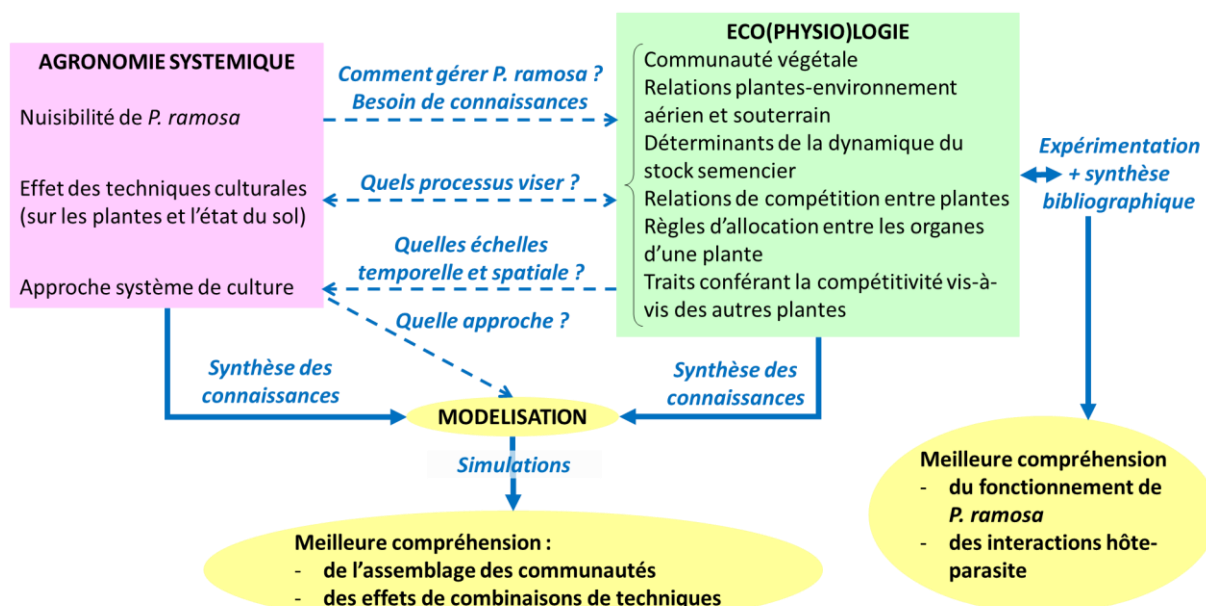 AGRONOMIE SYSTEMIQUE
Nuisibilité de P. ramosa
Effet des techniques culturales
(sur les plantes et l'état du sol)
Approche système de culture
Comment gérer P. ramosa ?
Besoin de connaissances
Quels processus viser ?
Quelles échelles
temporelle et spatiale ?
Quelle approche ?
ECO(PHYSIO)LOGIE
Communauté végétale
Relations plantes-environnement
aérien et souterrain
Déterminants de la dynamique du
stock semencier
Relations de compétition entre plantes
Règles d'allocation entre les organes
d'une plante
Traits conférant la compétitivité vis-à-
vis des autres plantes
Expérimentation
+ synthèse
bibliographique
Synthèse des
connaissances
Synthèse des
connaissances
MODELISATION
Simulations
Meilleure compréhension :
- de l'assemblage des communautés
- des effets de combinaisons de techniques
Meilleure compréhension
- du fonctionnement de
P. ramosa
- des interactions hôte-
parasite